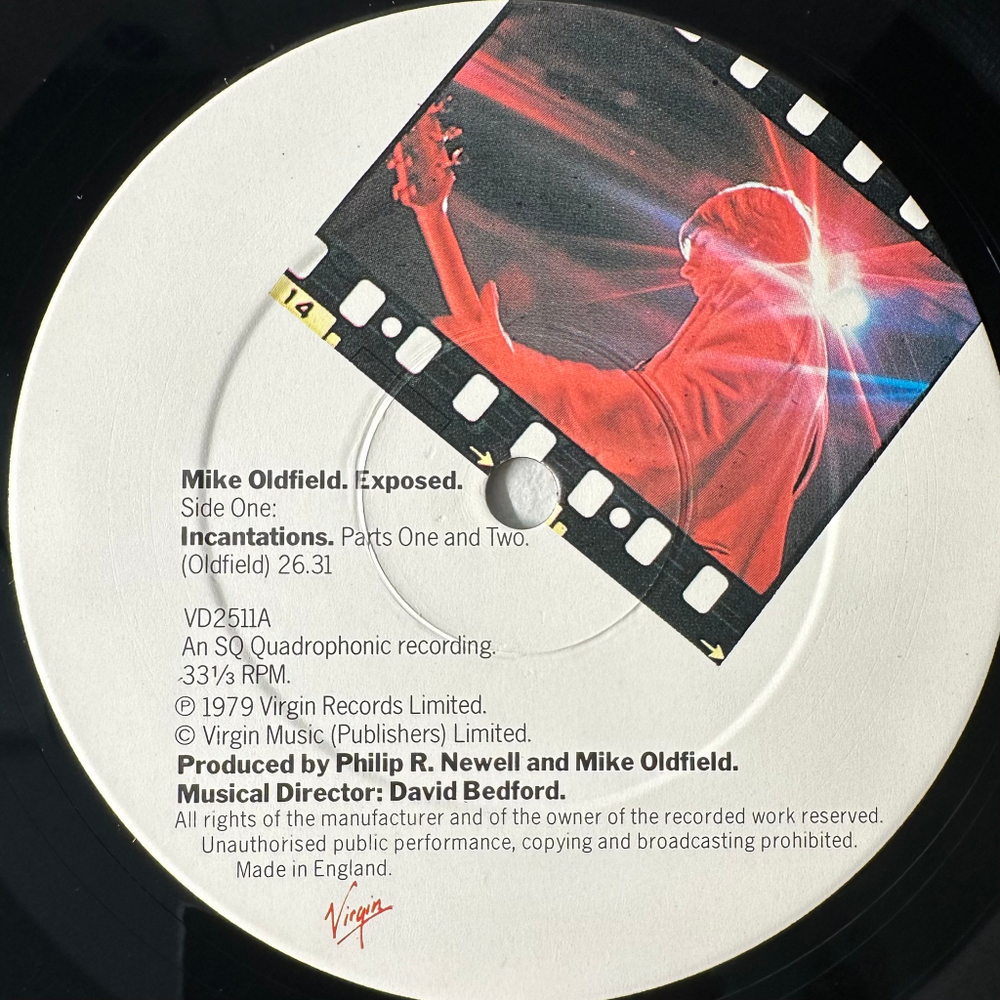 14
Mike Oldfield. Exposed.
Side One:
Incantations. Parts One and Two.
(Oldfield) 26.31
VD2511A
An SQ Quadrophonic recording.
33⅓ RPM.
℗ 1979 Virgin Records Limited.
© Virgin Music (Publishers) Limited.
Produced by Philip R. Newell and Mike Oldfield.
Musical Director: David Bedford.
All rights of the manufacturer and of the owner of the recorded work reserved.
Unauthorised public performance, copying and broadcasting prohibited.
Made in England.
Virgin